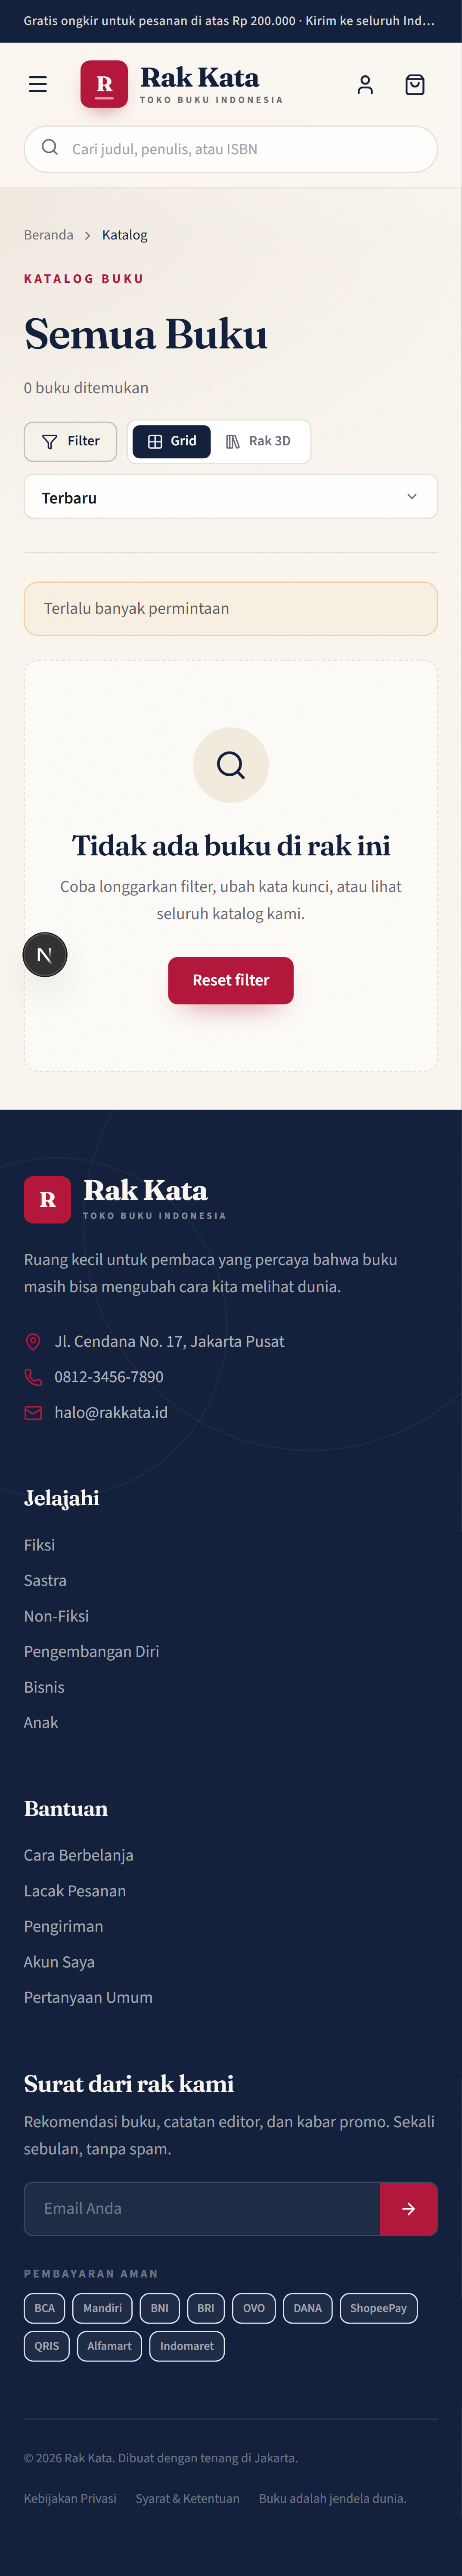 Gratis ongkir untuk pesanan di atas Rp 200.000 · Kirim ke seluruh Ind...
R
Rak Kata
TOKO BUKU INDONESIA
Cari judul, penulis, atau ISBN
Beranda > Katalog
KATALOG BUKU
Semua Buku
0 buku ditemukan
Filter
Grid
Rak 3D
Terbaru
Terlalu banyak permintaan
Tidak ada buku di rak ini
Coba longgarkan filter, ubah kata kunci, atau lihat
seluruh katalog kami.
N
Reset filter
R
Rak Kata
TOKO BUKU INDONESIA
Ruang kecil untuk pembaca yang percaya bahwa buku
masih bisa mengubah cara kita melihat dunia.
Jl. Cendana No. 17, Jakarta Pusat
0812-3456-7890
halo@rakkata.id
Jelajahi
Fiksi
Sastra
Non-Fiksi
Pengembangan Diri
Bisnis
Anak
Bantuan
Cara Berbelanja
Lacak Pesanan
Pengiriman
Akun Saya
Pertanyaan Umum
Surat dari rak kami
Rekomendasi buku, catatan editor, dan kabar promo. Sekali
sebulan, tanpa spam.
Email Anda
PEMBAYARAN AMAN
BCA Mandiri BNI BRI OVO DANA ShopeePay
QRIS Alfamart Indomaret
© 2026 Rak Kata. Dibuat dengan tenang di Jakarta.
Kebijakan Privasi Syarat & Ketentuan Buku adalah jendela dunia.